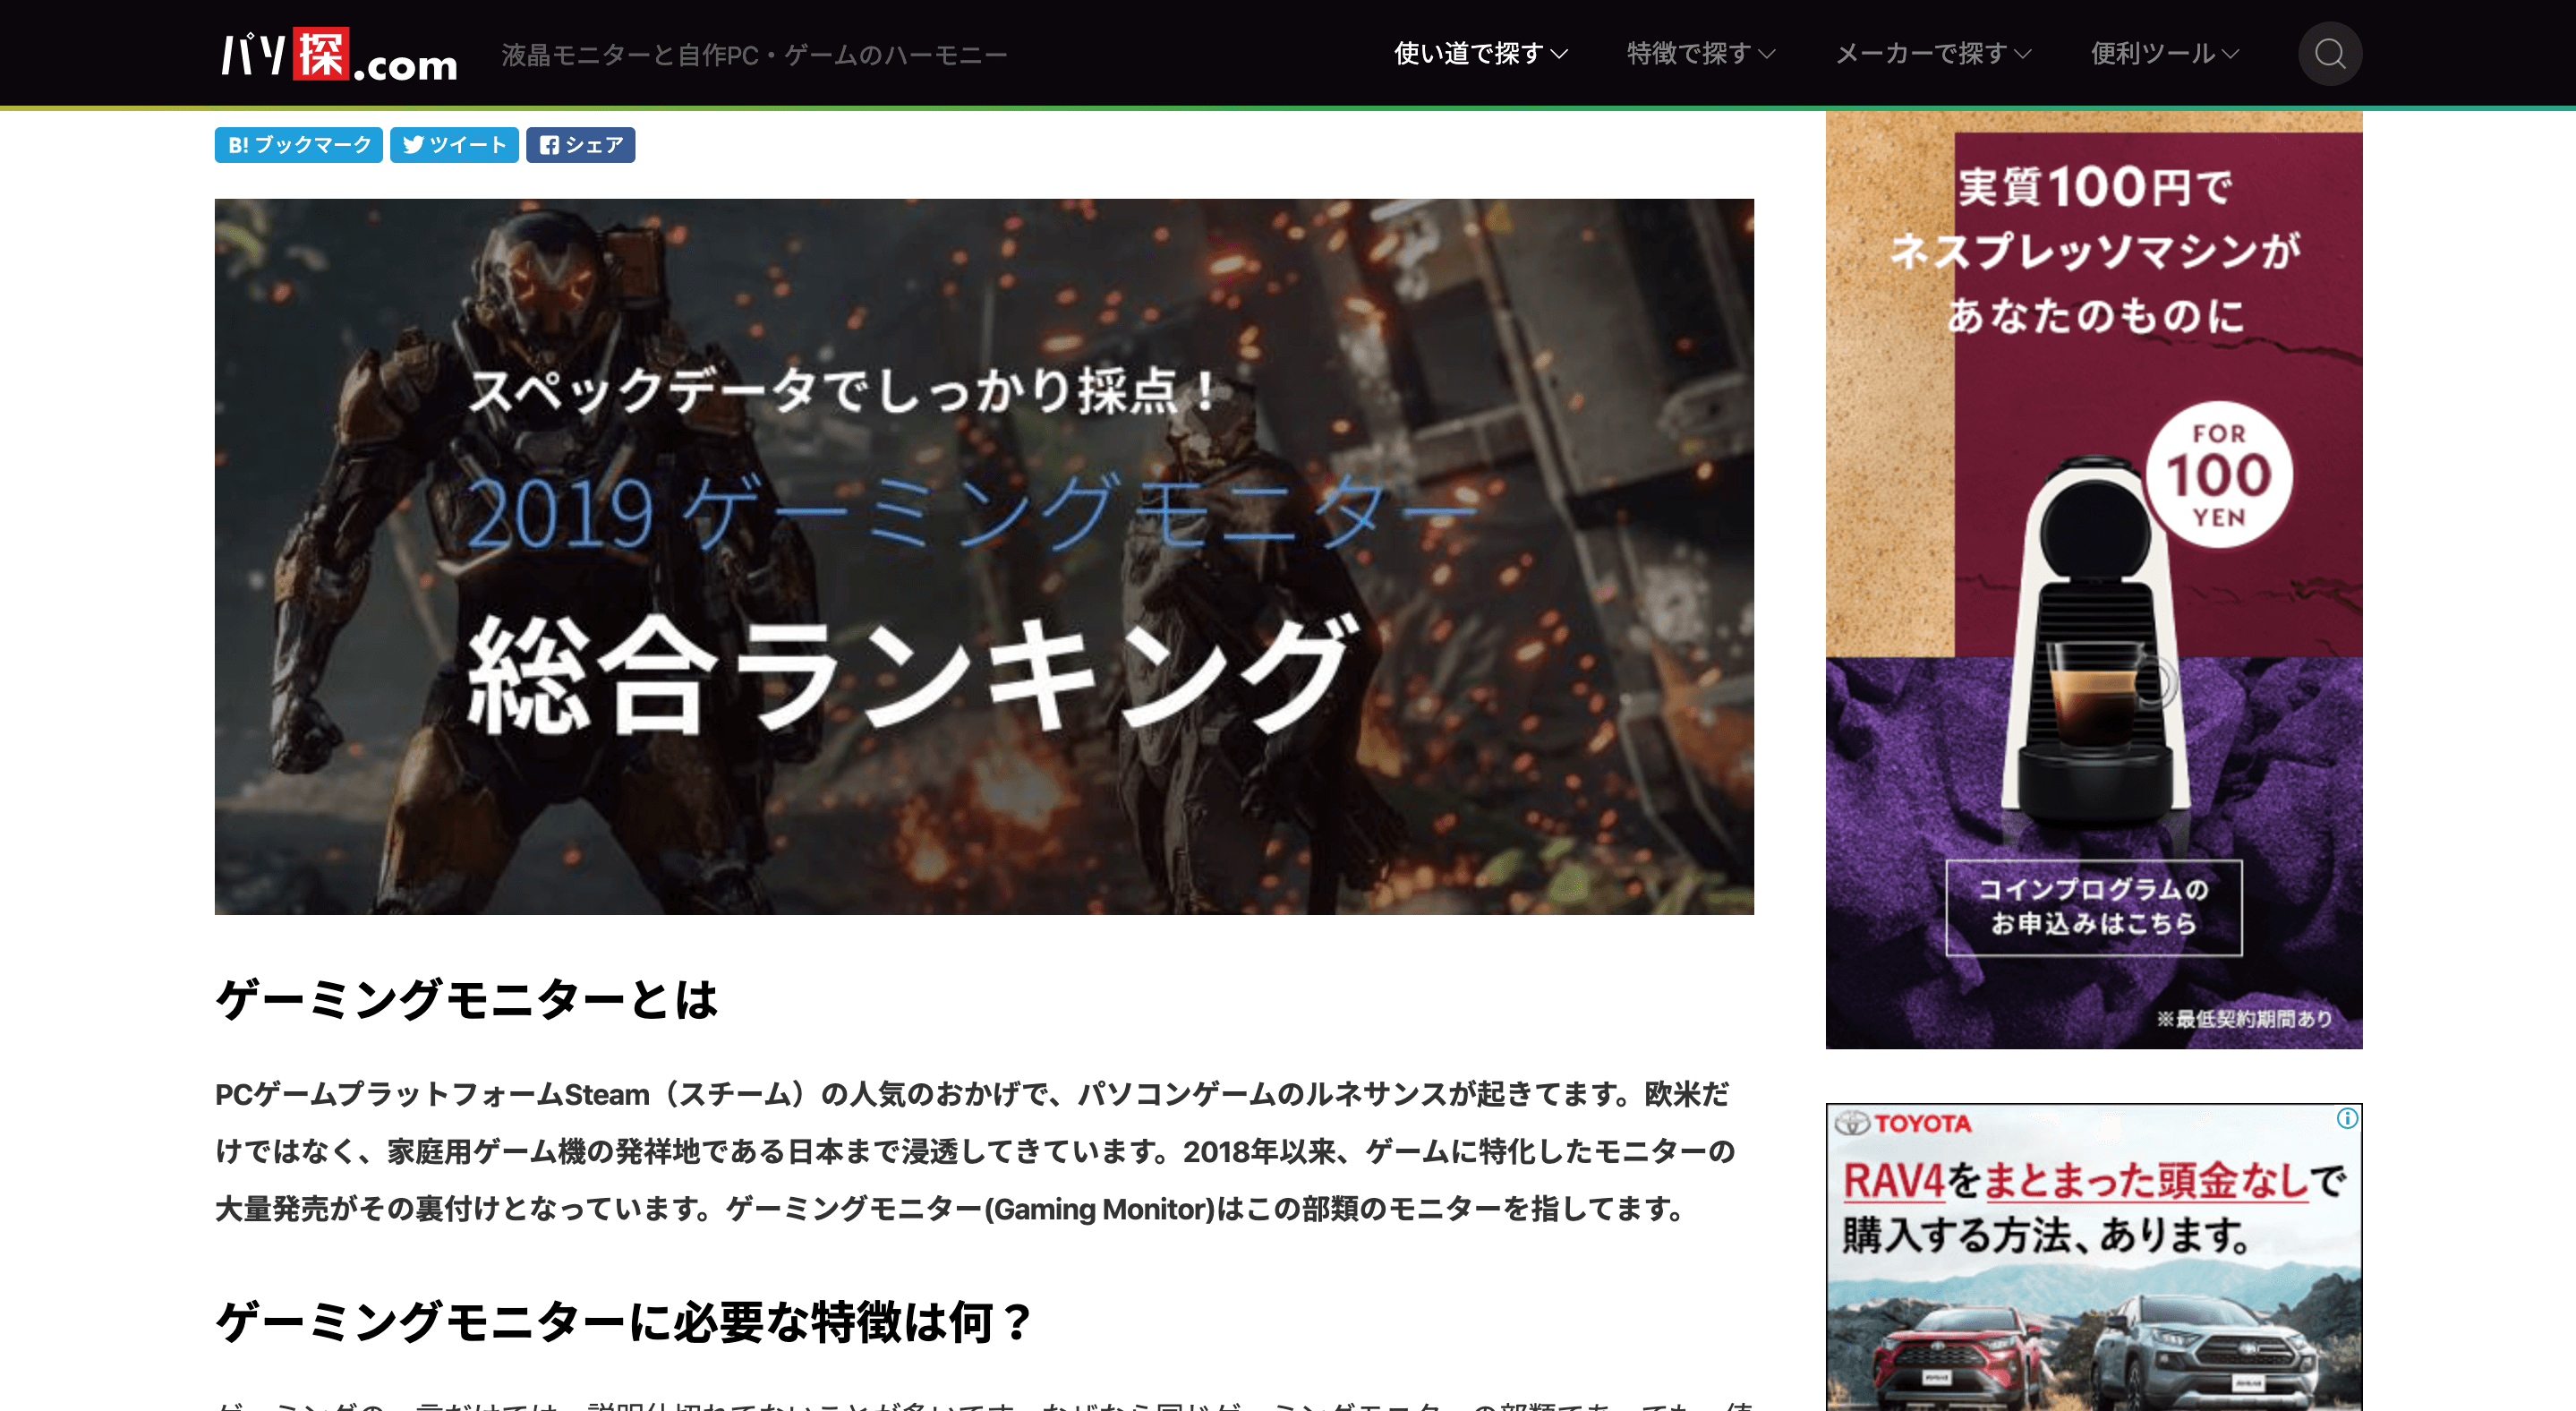 パソ探.com
液晶モニターと自作PC・ゲームのハーモニー
使い道で探す
特徴で探す
メーカーで探す
便利ツール
B! ブックマーク
ツイート
シェア
スペックデータでしっかり採点！
2019 ゲーミングモニター
総合ランキング
ゲーミングモニターとは
PCゲームプラットフォームSteam（スチーム）の人気のおかげで、パソコンゲームのルネサンスが起きてます。欧米だ
けではなく、家庭用ゲーム機の発祥地である日本まで浸透してきています。2018年以来、ゲームに特化したモニターの
大量発売がその裏付けとなっています。ゲーミングモニター(Gaming Monitor)はこの部類のモニターを指してます。
ゲーミングモニターに必要な特徴は何？
実質100円で
ネスプレッソマシンが
あなたのものに
FOR
100
YEN
コインプログラムの
お申込みはこちら
※最低契約期間あり
TOYOTA
RAV4をまとまった頭金なしで
購入する方法、あります。